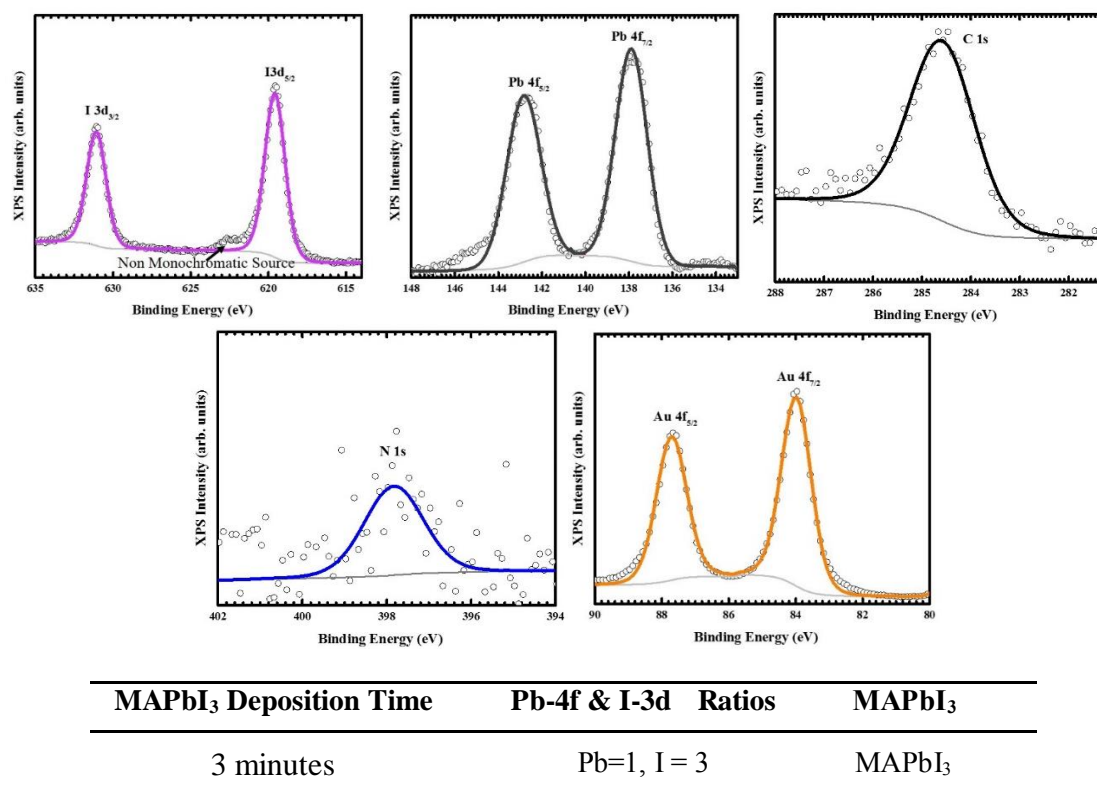 XPS Intensity (arb. units)
I 3d3/2
I3d5/2
Non Monochromatic Source
635 630 625 620 615
Binding Energy (eV)
XPS Intensity (arb. units)
Pb 4f5/2
Pb 4f7/2
148 146 144 142 140 138 136 134
Binding Energy (eV)
XPS Intensity (arb. units)
C 1s
288 287 286 285 284 283 282
Binding Energy (eV)
XPS Intensity (arb. units)
N 1s
402 400 398 396 394
Binding Energy (eV)
XPS Intensity (arb. units)
Au 4f5/2
Au 4f7/2
90 88 86 84 82 80
Binding Energy (eV)
MAPbI₃ Deposition Time Pb-4f & I-3d Ratios MAPbI₃
3 minutes Pb=1, I = 3 MAPbI₃